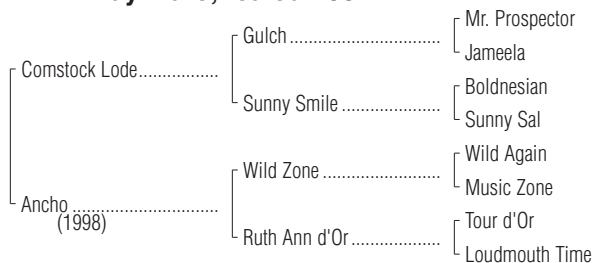 Mr. Prospector
Gulch
Jameela
Comstock Lode
Boldnesian
Sunny Smile
Sunny Sal
Wild Again
Wild Zone
Music Zone
Ancho
(1998)
Tour d'Or
Ruth Ann d'Or
Loudmouth Time